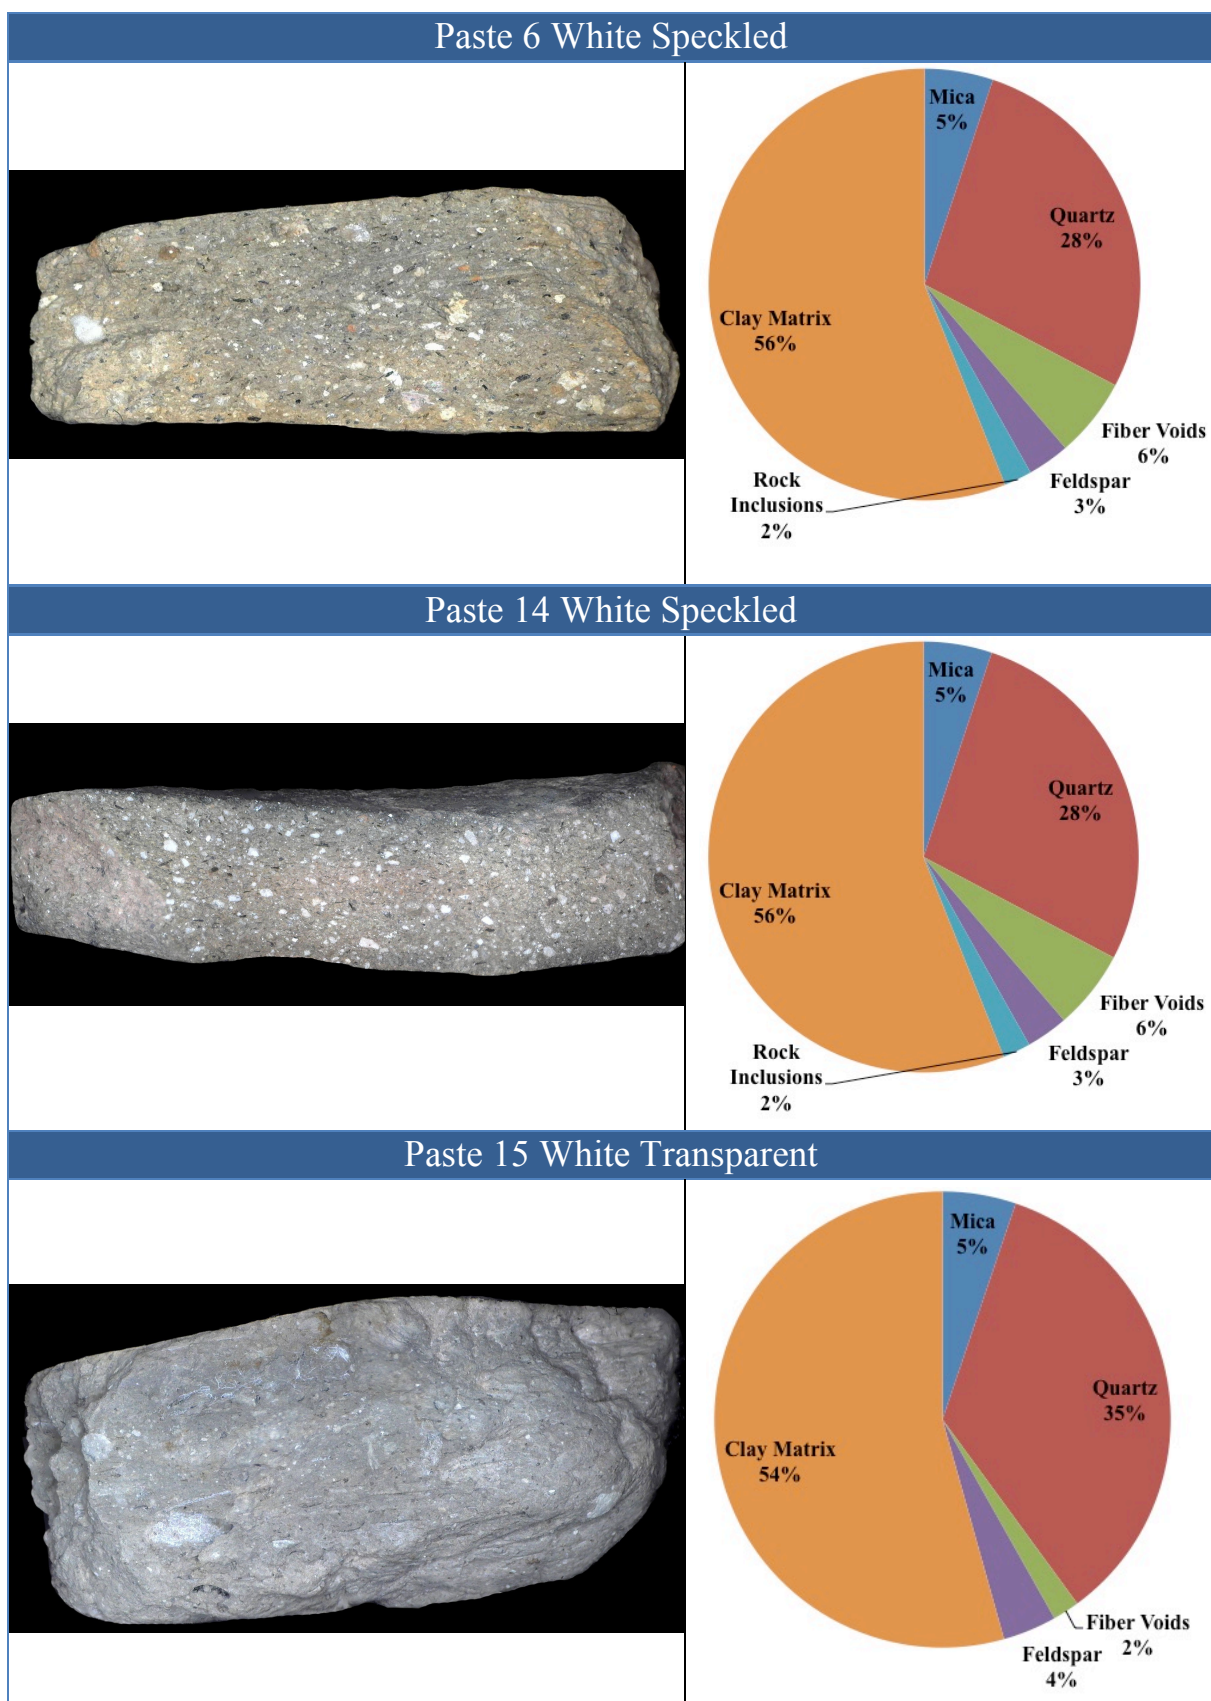 Paste 6 White Speckled
Mica
5%
Quartz
28%
Clay Matrix
56%
Fiber Voids
6%
Rock
Inclusions
2%
Feldspar
3%
Paste 14 White Speckled
Mica
5%
Quartz
28%
Clay Matrix
56%
Fiber Voids
6%
Rock
Inclusions
2%
Feldspar
3%
Paste 15 White Transparent
Mica
5%
Quartz
35%
Clay Matrix
54%
Fiber Voids
2%
Feldspar
4%